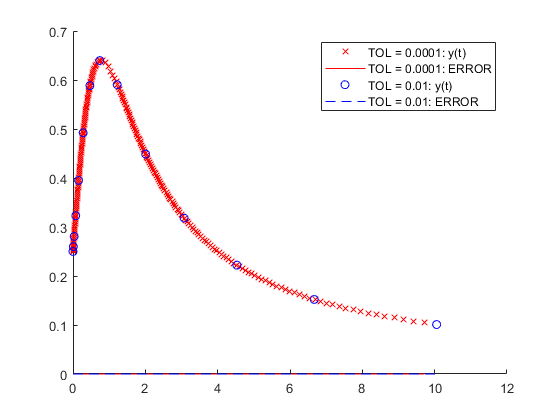 0.7
0.6
0.5
0.4
0.3
0.2
0.1
0
0 2 4 6 8 10 12
TOL = 0.0001: y(t)
TOL = 0.0001: ERROR
TOL = 0.01: y(t)
TOL = 0.01: ERROR